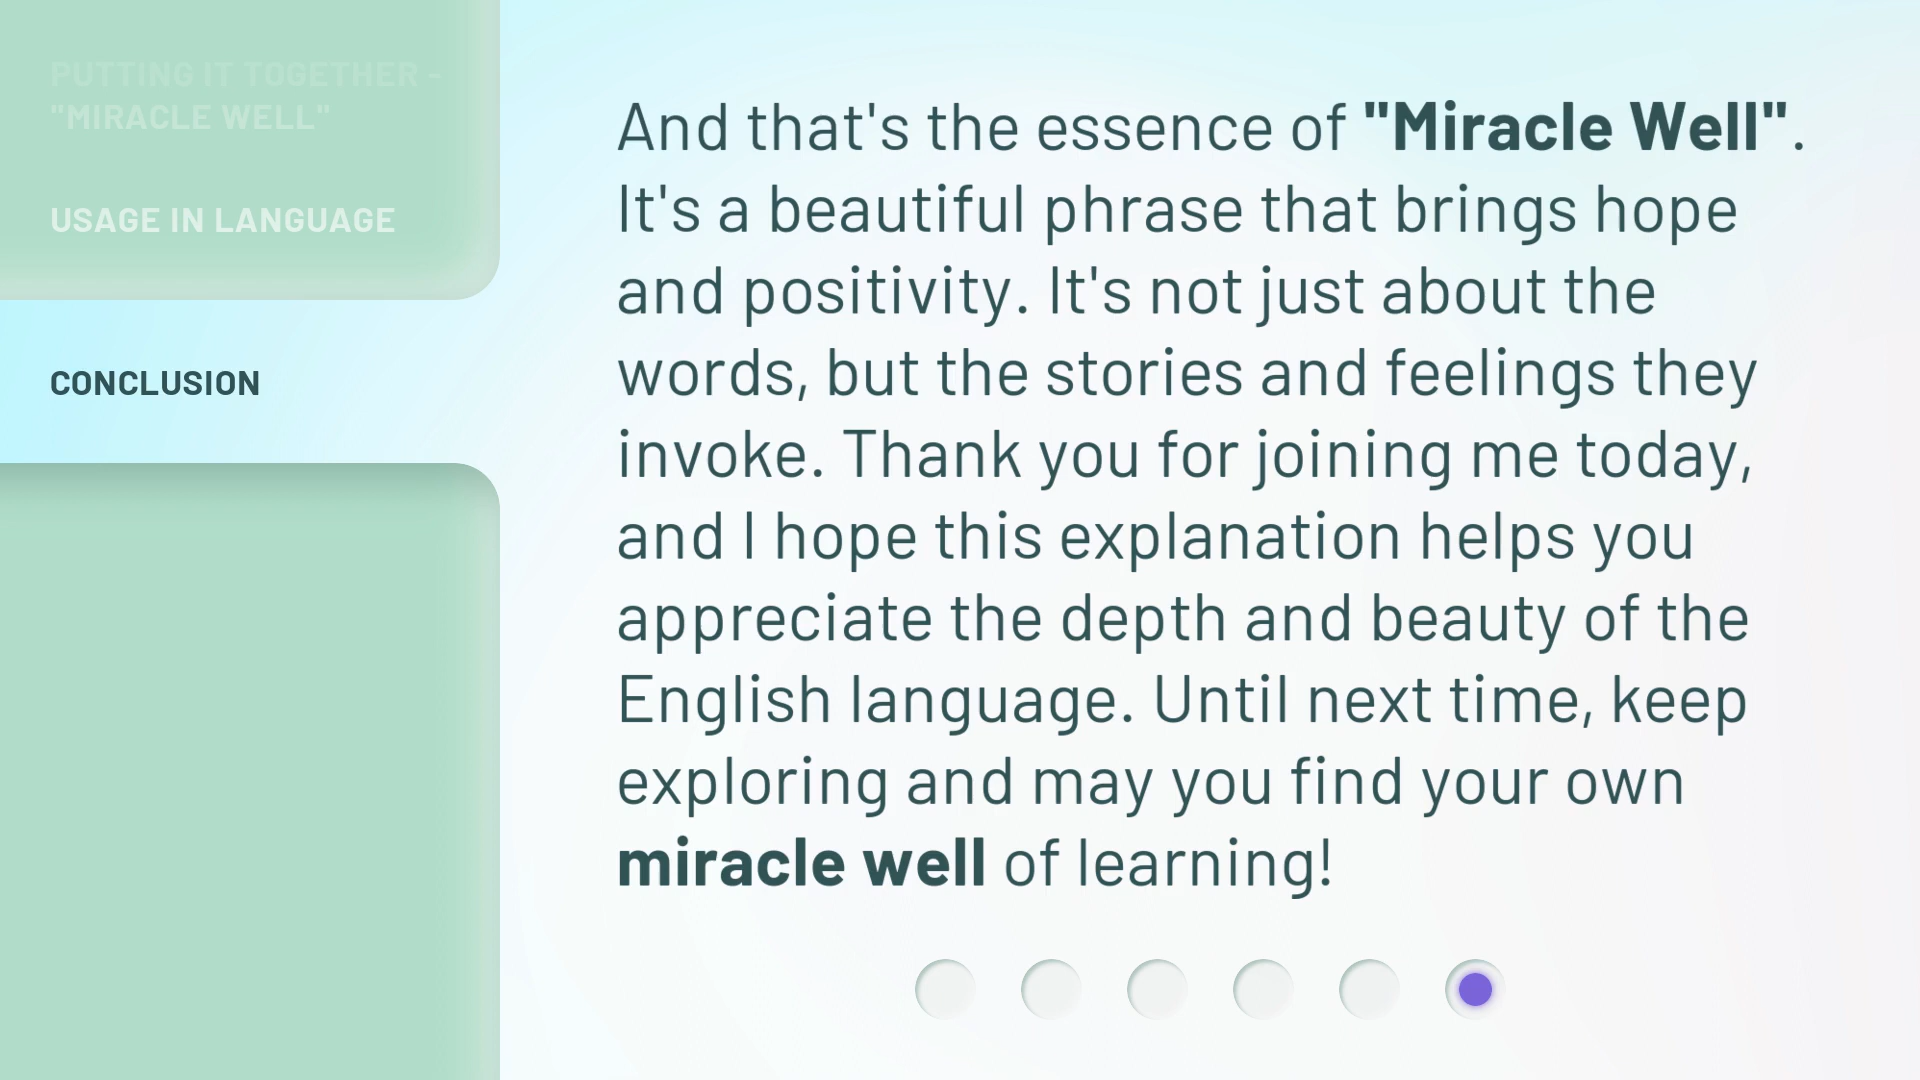 PUTTING IT TOGETHER -
"MIRACLE WELL"
USAGE IN LANGUAGE
CONCLUSION
And that's the essence of "Miracle Well".
It's a beautiful phrase that brings hope
and positivity. It's not just about the
words, but the stories and feelings they
invoke. Thank you for joining me today,
and I hope this explanation helps you
appreciate the depth and beauty of the
English language. Until next time, keep
exploring and may you find your own
miracle well of learning!